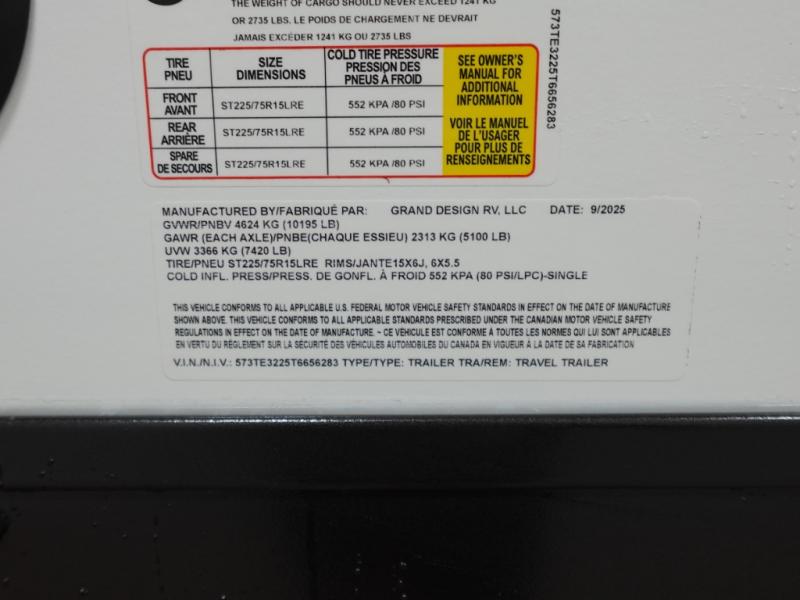 THE WEIGHT OF CARGO SHOULD NEVER EXCEED 1241 KG
OR 2735 LBS. LE POIDS DE CHARGEMENT NE DEVRAIT
JAMAIS EXCÉDER 1241 KG OU 2735 LBS
TIRE PNEU SIZE DIMENSIONS COLD TIRE PRESSURE PRESSION DES PNEUS À FROID
FRONT AVANT ST225/75R15LRE 552 KPA /80 PSI
REAR ARRIÈRE ST225/75R15LRE 552 KPA /80 PSI
SPARE DE SECOURS ST225/75R15LRE 552 KPA /80 PSI
SEE OWNER'S
MANUAL FOR
ADDITIONAL
INFORMATION
VOIR LE MANUEL
DE L'USAGER
POUR PLUS DE
RENSEIGNEMENTS
573TE3225T6656283
MANUFACTURED BY/FABRIQUÉ PAR: GRAND DESIGN RV, LLC DATE: 9/2025
GVWR/PNBV 4624 KG (10195 LB)
GAWR (EACH AXLE)/PNBE(CHAQUE ESSIEU) 2313 KG (5100 LB)
UVW 3366 KG (7420 LB)
TIRE/PNEU ST225/75R15LRE RIMS/JANTE15X6J, 6X5.5
COLD INFL. PRESS/PRESS. DE GONFL. À FROID 552 KPA (80 PSI/LPC)-SINGLE
THIS VEHICLE CONFORMS TO ALL APPLICABLE U.S. FEDERAL MOTOR VEHICLE SAFETY STANDARDS IN EFFECT ON THE DATE OF MANUFACTURE
SHOWN ABOVE. THIS VEHICLE CONFORMS TO ALL APPLICABLE STANDARDS PRESCRIBED UNDER THE CANADIAN MOTOR VEHICLE SAFETY
REGULATIONS IN EFFECT ON THE DATE OF MANUFACTURE. ~ CE VÉHICULE EST CONFORME À TOUTES LES NORMES QUI LUI SONT APPLICABLES
EN VERTU DU RÈGLEMENT SUR LA SÉCURITÉ DES VÉHICULES AUTOMOBILES DU CANADA EN VIGUEUR À LA DATE DE SA FABRICATION
V.I.N./N.I.V.: 573TE3225T6656283 TYPE/TYPE: TRAILER TRA/REM: TRAVEL TRAILER